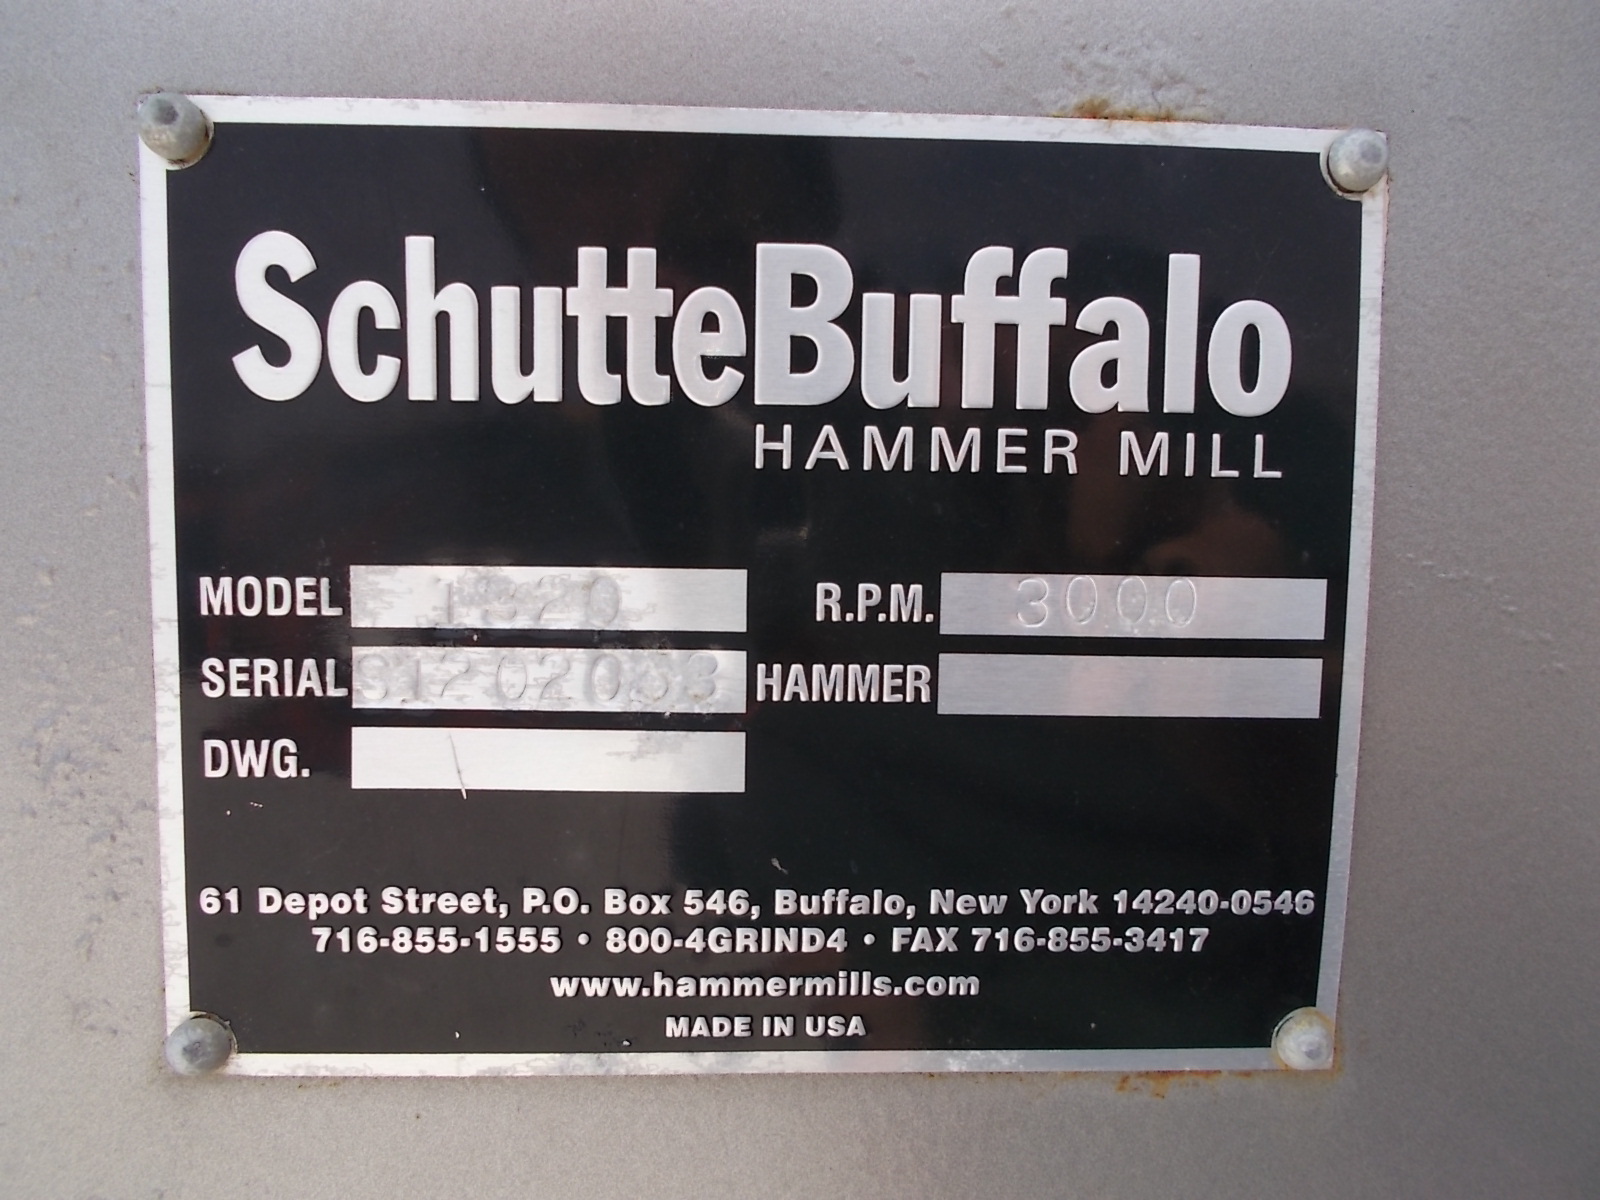 SchutteBuffalo
HAMMER MILL
MODEL 1320
R.P.M. 3000
SERIAL
HAMMER
DWG.
61 Depot Street, P.O. Box 546, Buffalo, New York 14240-0546
716-855-1555 • 800-4GRIND4 • FAX 716-855-3417
www.hammermills.com
MADE IN USA